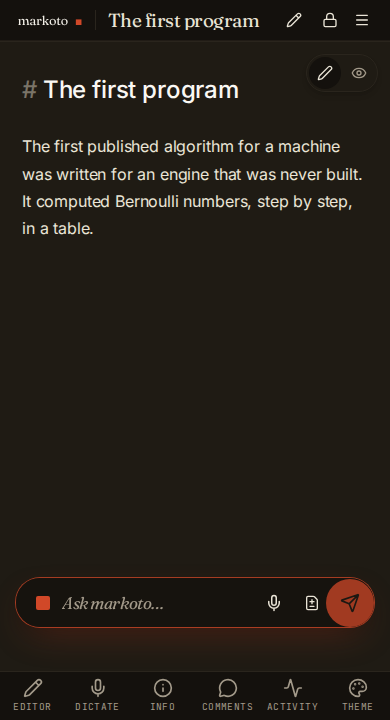 markoto
The first program
# The first program
The first published algorithm for a machine
was written for an engine that was never built.
It computed Bernoulli numbers, step by step,
in a table.
Ask markoto...
EDITOR
DICTATE
INFO
COMMENTS
ACTIVITY
THEME